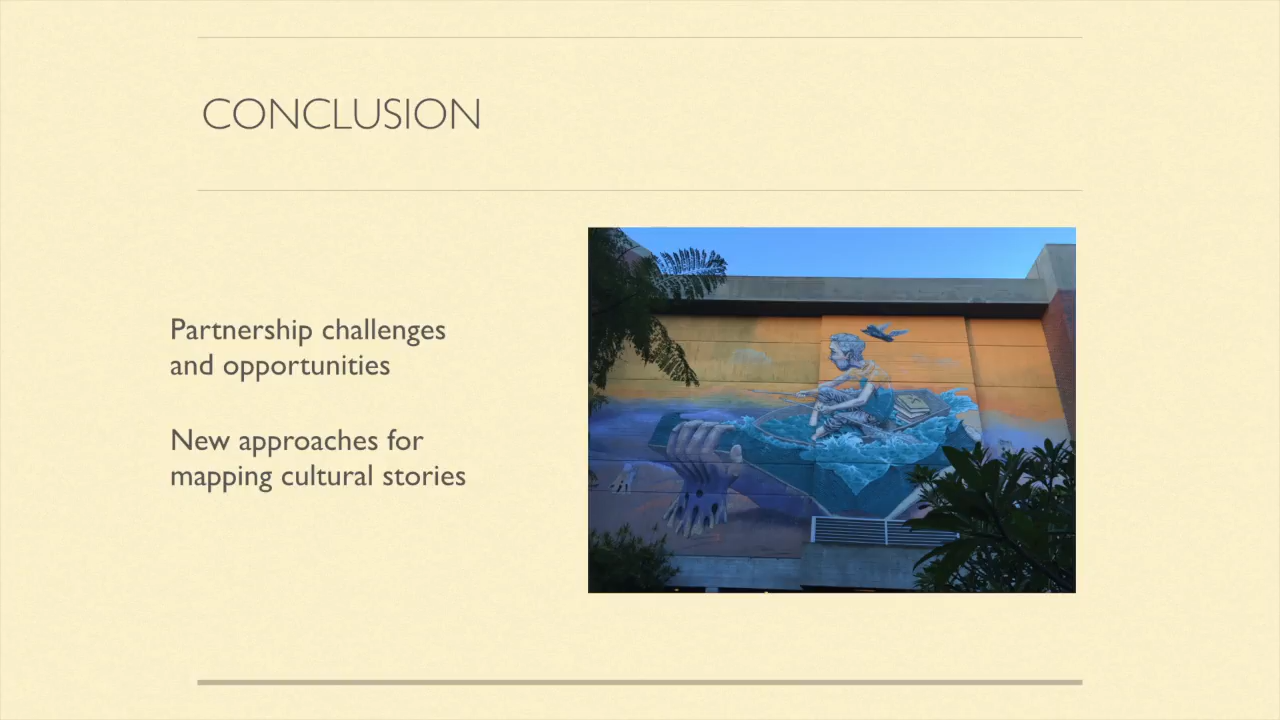 CONCLUSION
Partnership challenges
and opportunities
New approaches for
mapping cultural stories